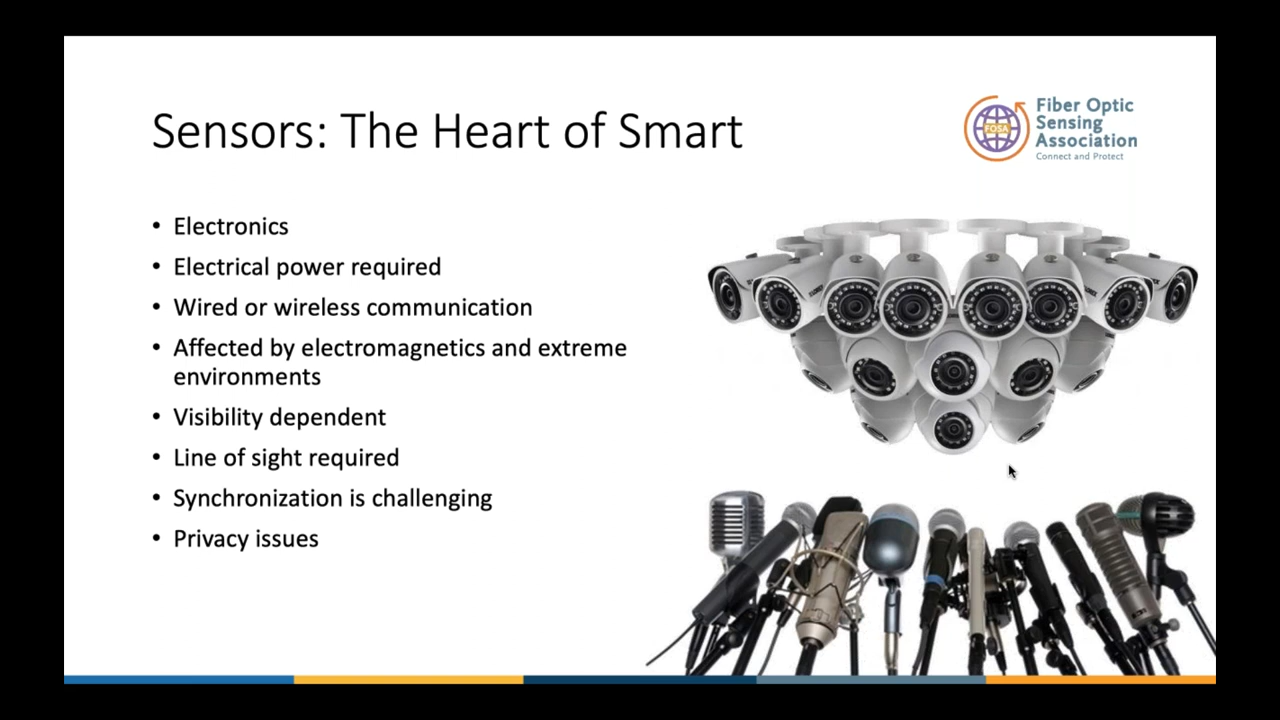 Sensors: The Heart of Smart
FOSA
Fiber Optic
Sensing
Association
Connect and Protect
• Electronics
• Electrical power required
• Wired or wireless communication
• Affected by electromagnetics and extreme
environments
• Visibility dependent
• Line of sight required
• Synchronization is challenging
• Privacy issues